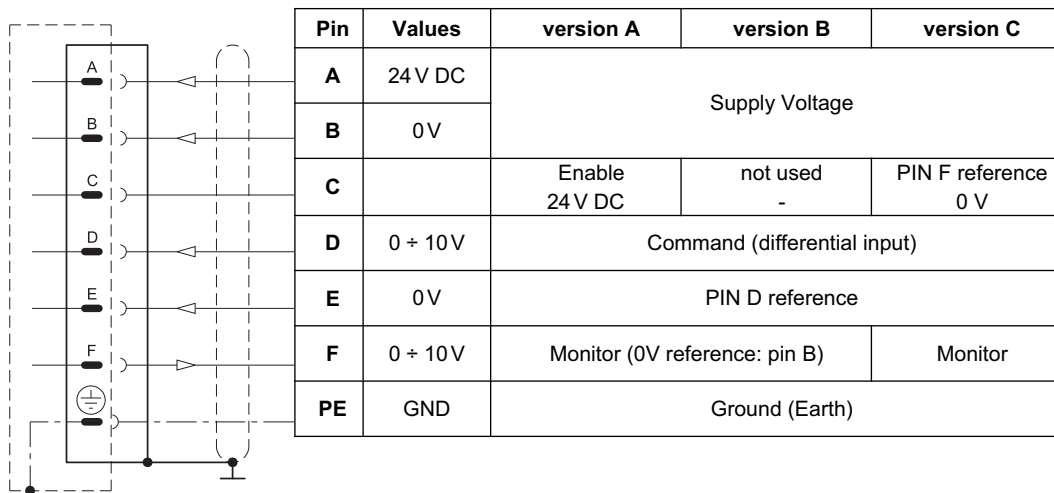 Pin Values version A version B version C
A 24 V DC Supply Voltage
B 0 V
C Enable 24 V DC not used - PIN F reference 0 V
D 0 ÷ 10 V Command (differential input)
E 0 V PIN D reference
F 0 ÷ 10 V Monitor (0V reference: pin B) Monitor
PE GND Ground (Earth)
A
B
C
D
E
F